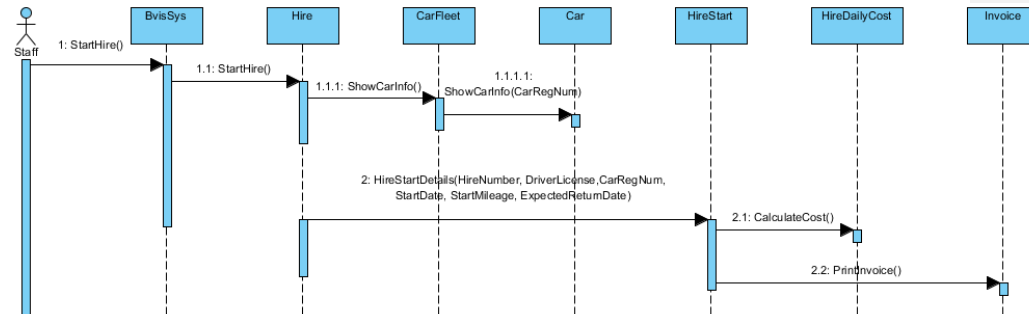 BvisSys
Hire
CarFleet
Car
HireStart
HireDailyCost
Invoice
Staff
1: StartHire()
1.1: StartHire()
1.1.1: ShowCarInfo()
1.1.1.1:
ShowCarInfo(CarRegNum)
2: HireStartDetails(HireNumber, DriverLicense,CarRegNum,
StartDate, StartMileage, ExpectedReturnDate)
2.1: CalculateCost()
2.2: PrintInvoice()